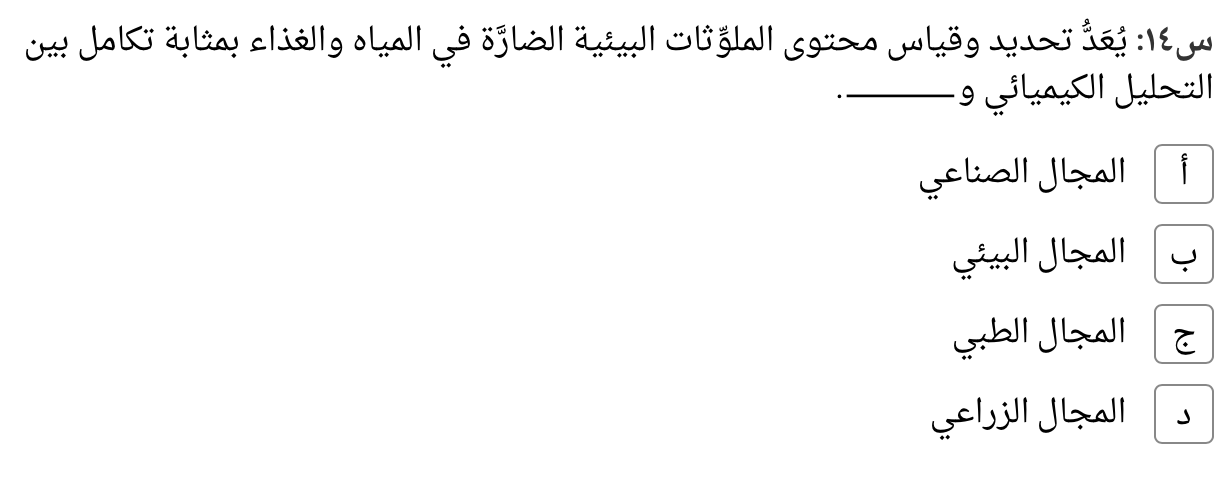 س١٤: يُعَدُّ تحديد وقياس محتوى الملوِّثات البيئية الضارَّة في المياه والغذاء بمثابة تكامل بين
التحليل الكيميائي و ـــــــــــ.
أ المجال الصناعي
ب المجال البيئي
ج المجال الطبي
د المجال الزراعي